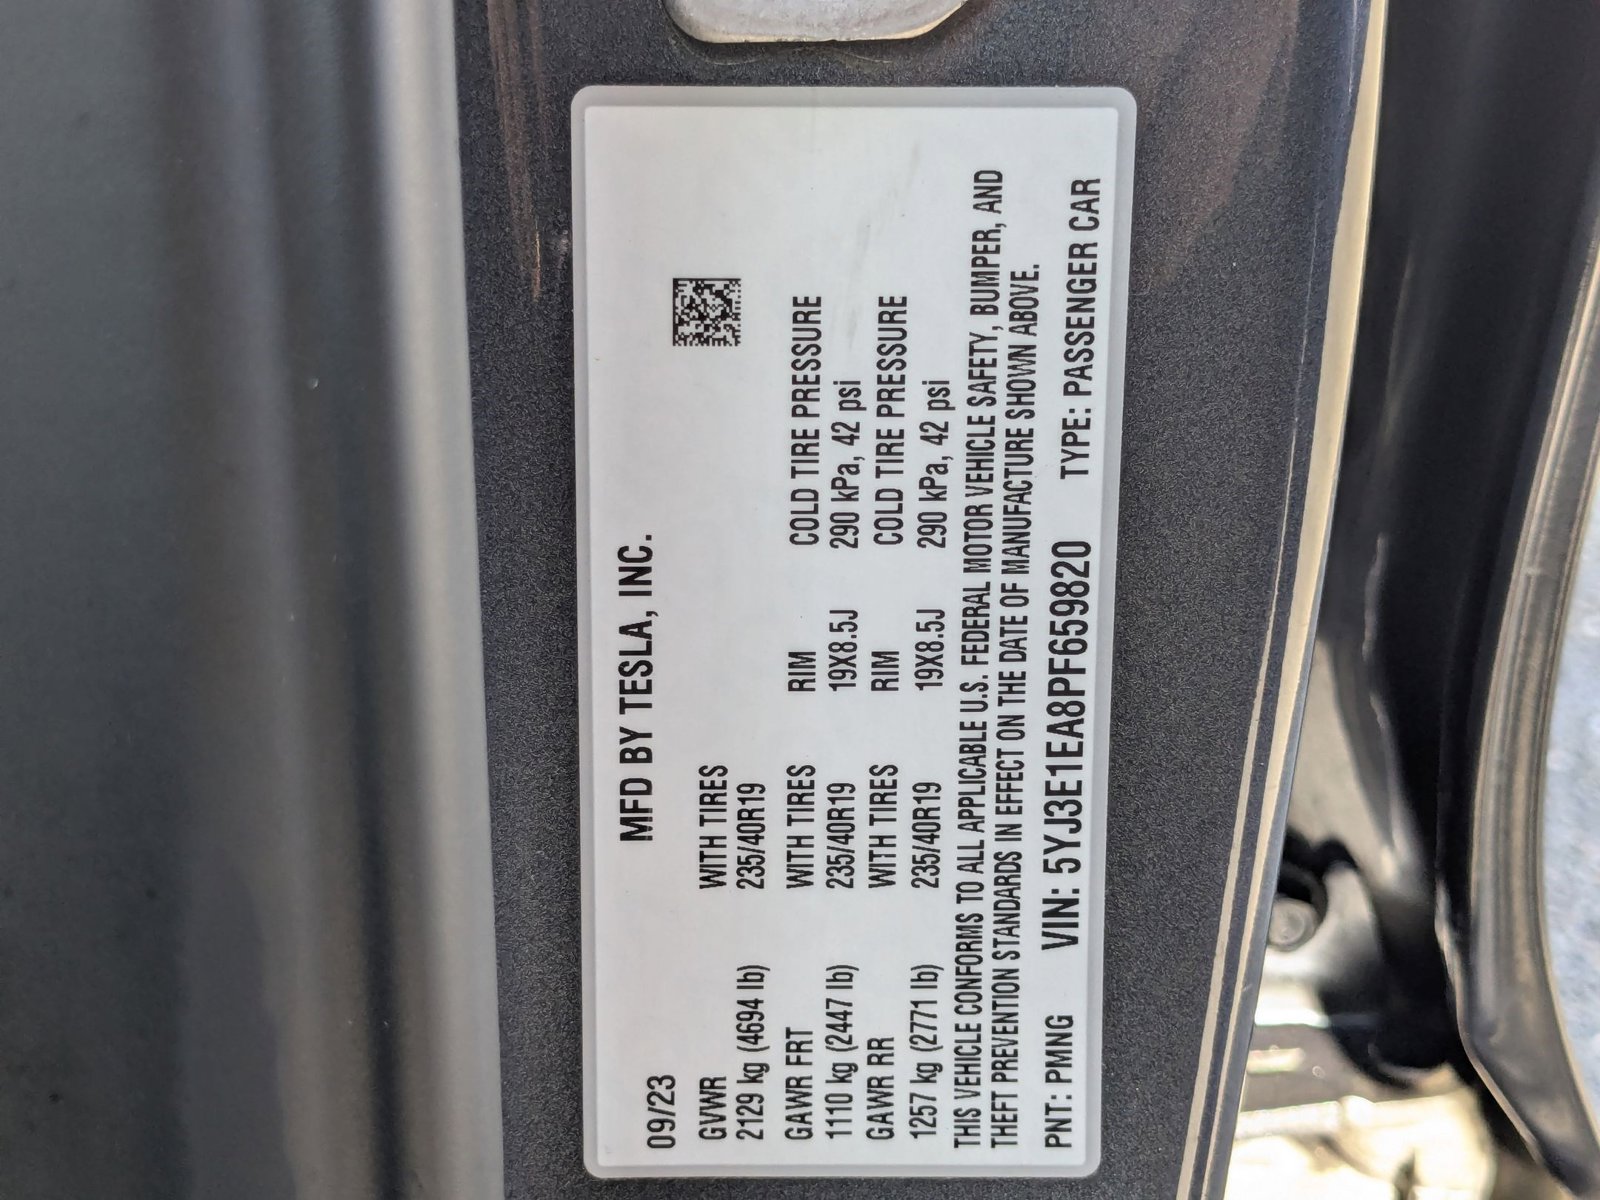 MFD BY TESLA, INC.
09/23
GVWR WITH TIRES
2129 kg (4694 lb) 235/40R19
GAWR FRT WITH TIRES RIM COLD TIRE PRESSURE
1110 kg (2447 lb) 235/40R19 19X8.5J 290 kPa, 42 psi
GAWR RR WITH TIRES RIM COLD TIRE PRESSURE
1257 kg (2771 lb) 235/40R19 19X8.5J 290 kPa, 42 psi
THIS VEHICLE CONFORMS TO ALL APPLICABLE U.S. FEDERAL MOTOR VEHICLE SAFETY, BUMPER, AND
THEFT PREVENTION STANDARDS IN EFFECT ON THE DATE OF MANUFACTURE SHOWN ABOVE.
PNT: PMNG VIN: 5YJ3E1EA8PF659820 TYPE: PASSENGER CAR